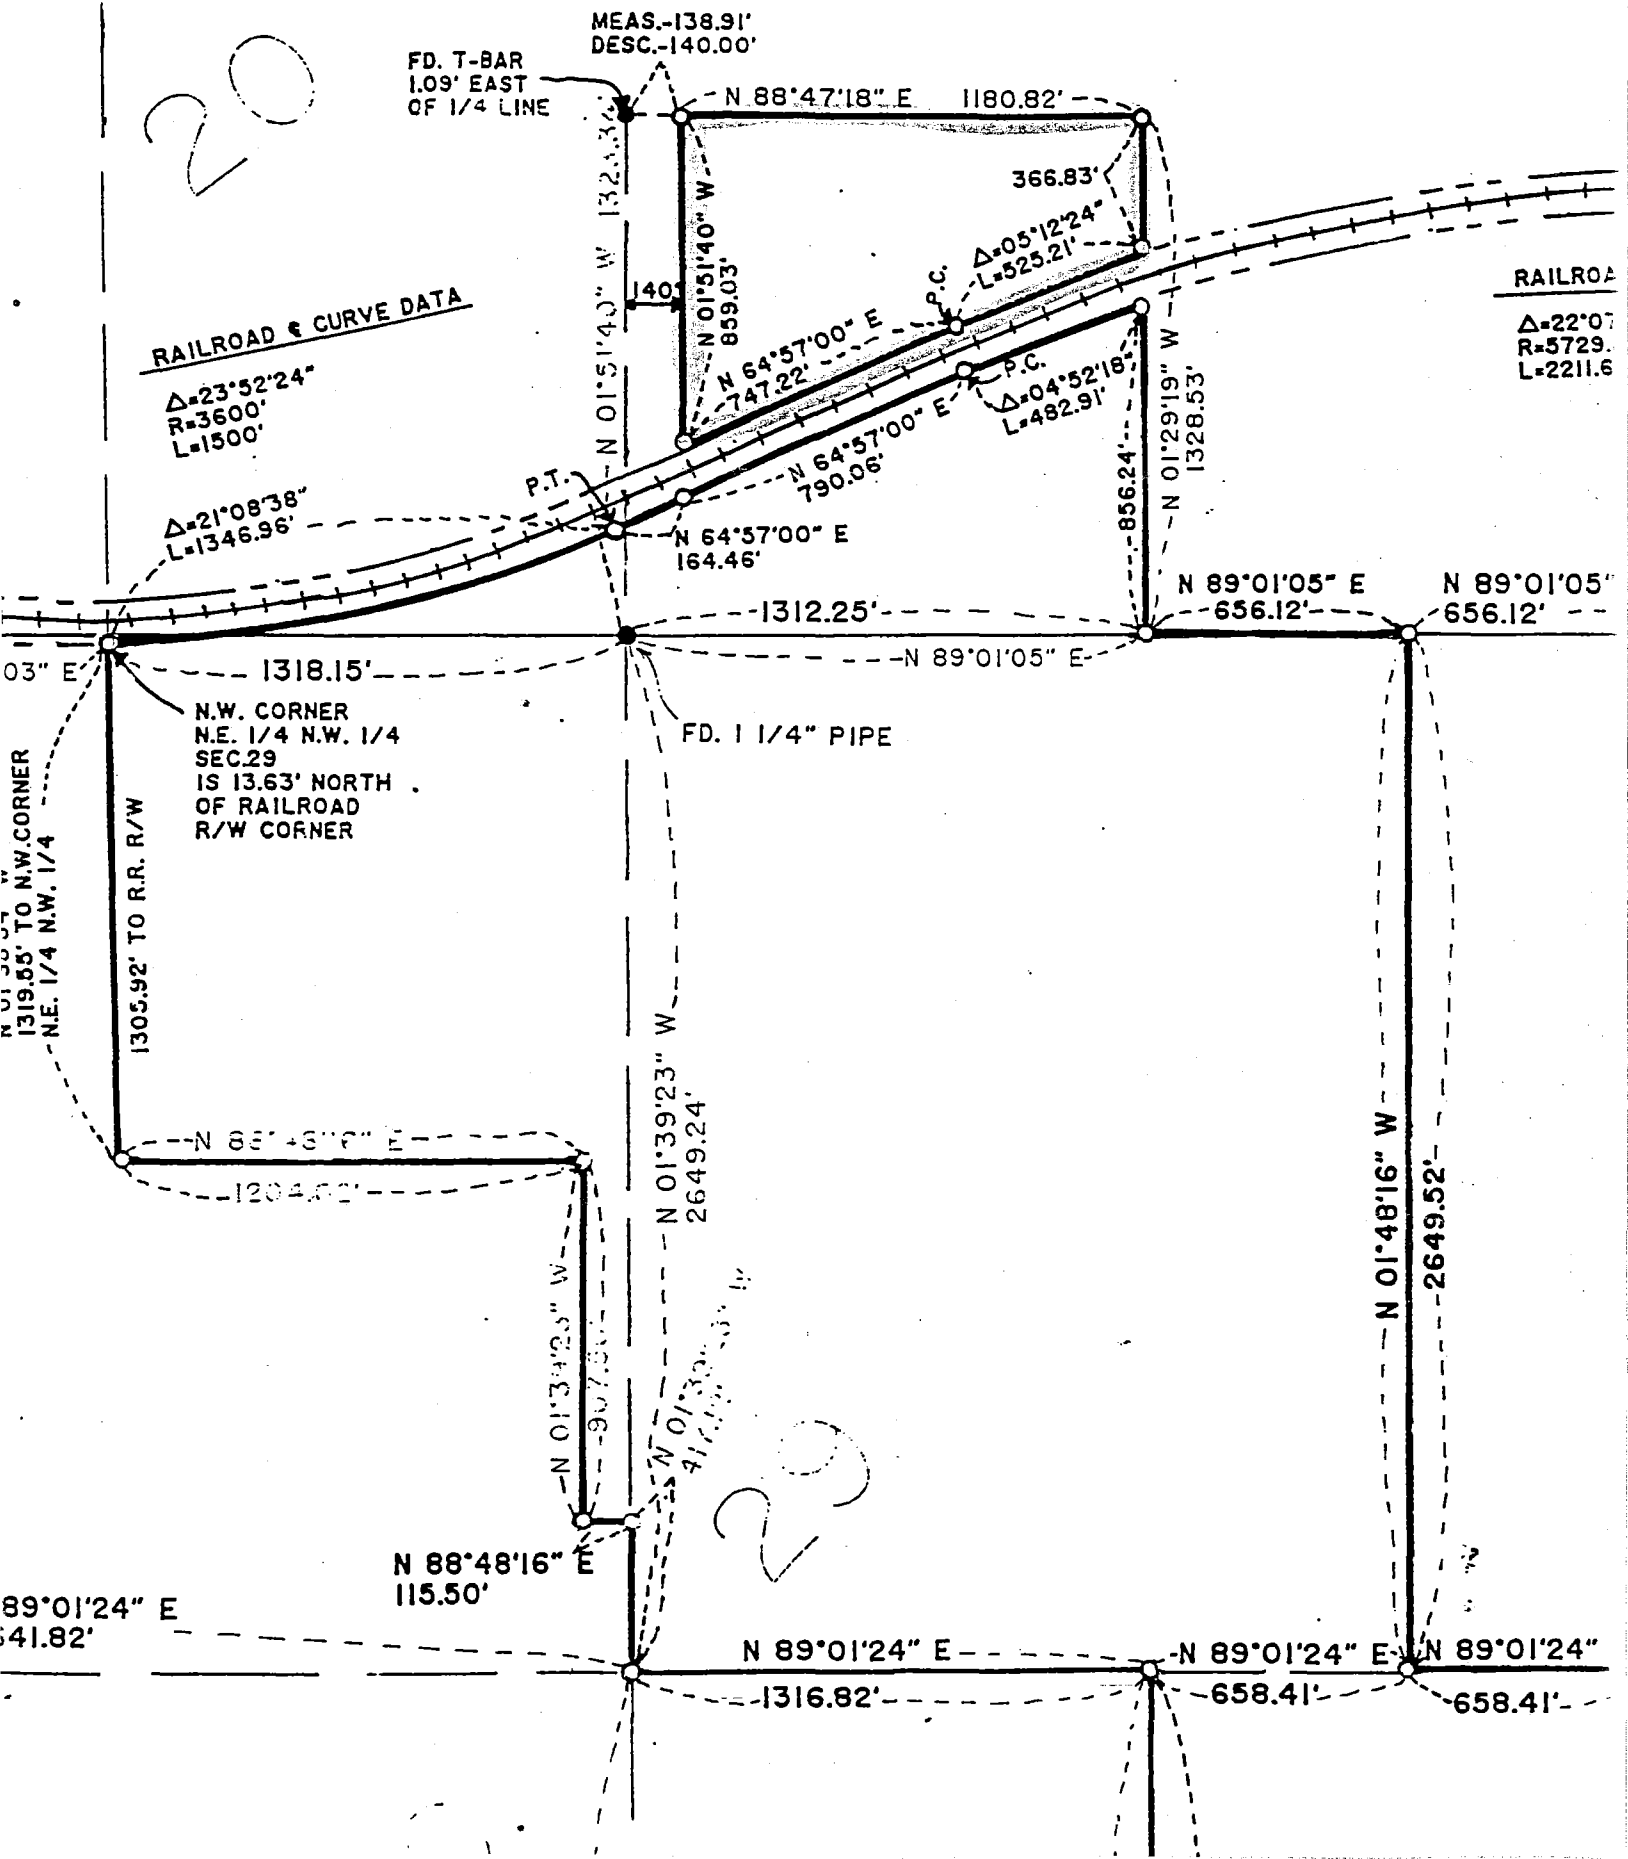 MEAS.-138.91'
DESC.-140.00'
FD. T-BAR
1.09' EAST
OF 1/4 LINE
20
N 88°47'18" E 1180.82'
N 01°51'40" W
N 01°51'40" W
859.03'
140'
366.83'
Δ=05°12'24"
L=525.21'
P.C.
N 64°57'00" E
747.22'
RAILROAD ℄ CURVE DATA
Δ=23°52'24"
R=3600'
L=1500'
Δ=21°08'38"
L=1346.96'
P.T.
P.C.
Δ=04°52'18"
L=482.91'
N 64°57'00" E
790.06'
N 64°57'00" E
164.46'
856.24'
N 01°29'19" W
1328.53'
Δ=22°07
R=5729.
L=2211.6
N 89°01'05" E
656.12'
N 89°01'05"
656.12'
1312.25'
N 89°01'05" E
03" E
1318.15'
N.W. CORNER
N.E. 1/4 N.W. 1/4
SEC.29
IS 13.63' NORTH
OF RAILROAD
R/W CORNER
FD. 1 1/4" PIPE
1319.55' TO N.W. CORNER
N.E. 1/4 N.W. 1/4
1305.92' TO R.R. R/W
N 01°39'23" W
2649.24'
N 01°48'16" W
2649.52'
29
N 88°48'16" E
115.50'
89°01'24" E
641.82'
N 89°01'24" E
1316.82'
N 89°01'24" E
658.41'
N 89°01'24"
658.41'